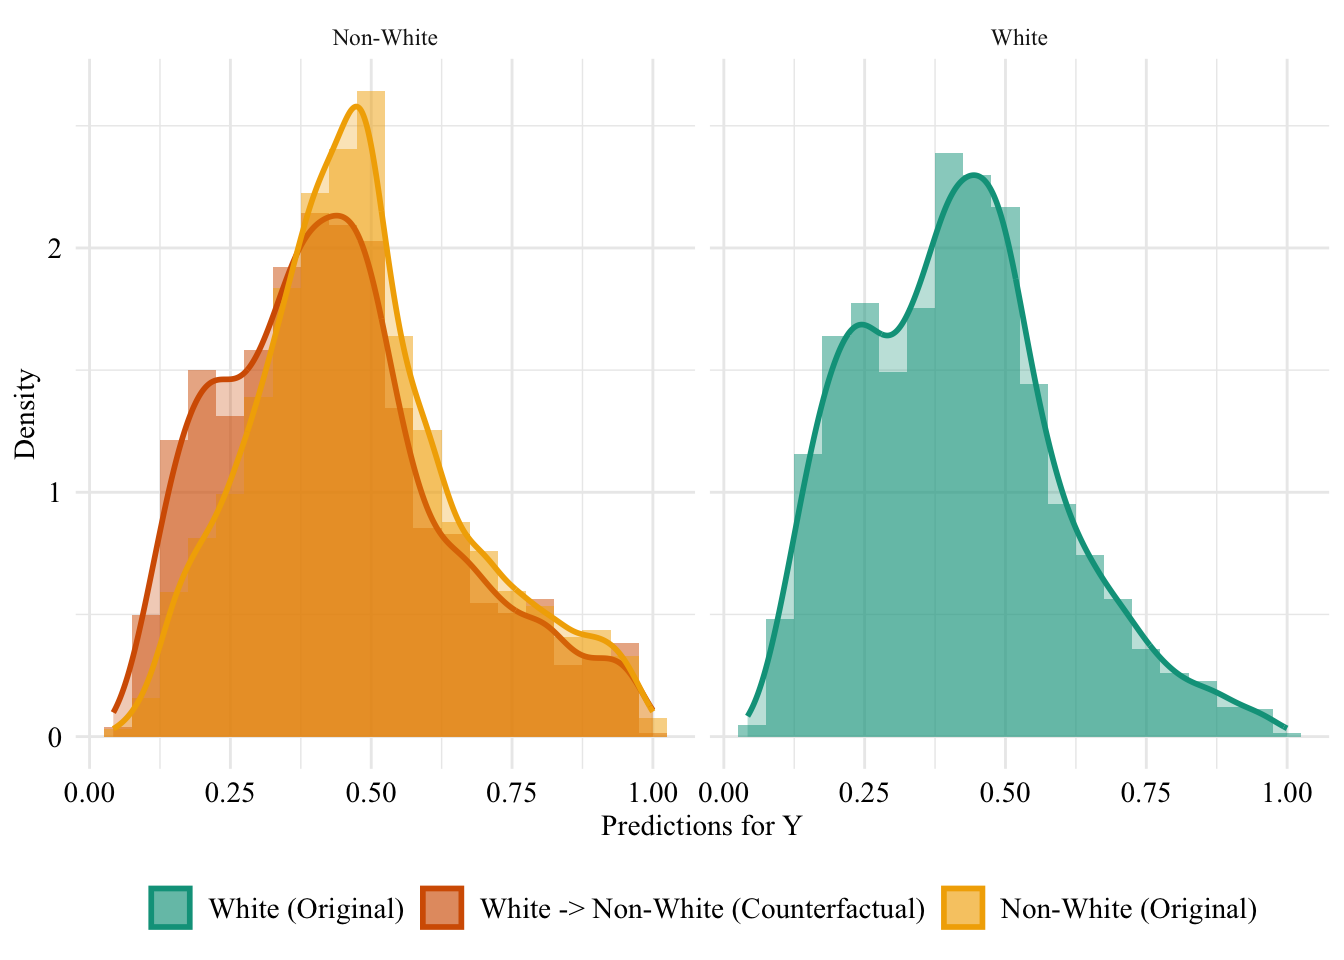 Non-White
White
Density
2
1
0
0.00 0.25 0.50 0.75 1.00
0.00 0.25 0.50 0.75 1.00
Predictions for Y
White (Original) White -> Non-White (Counterfactual) Non-White (Original)